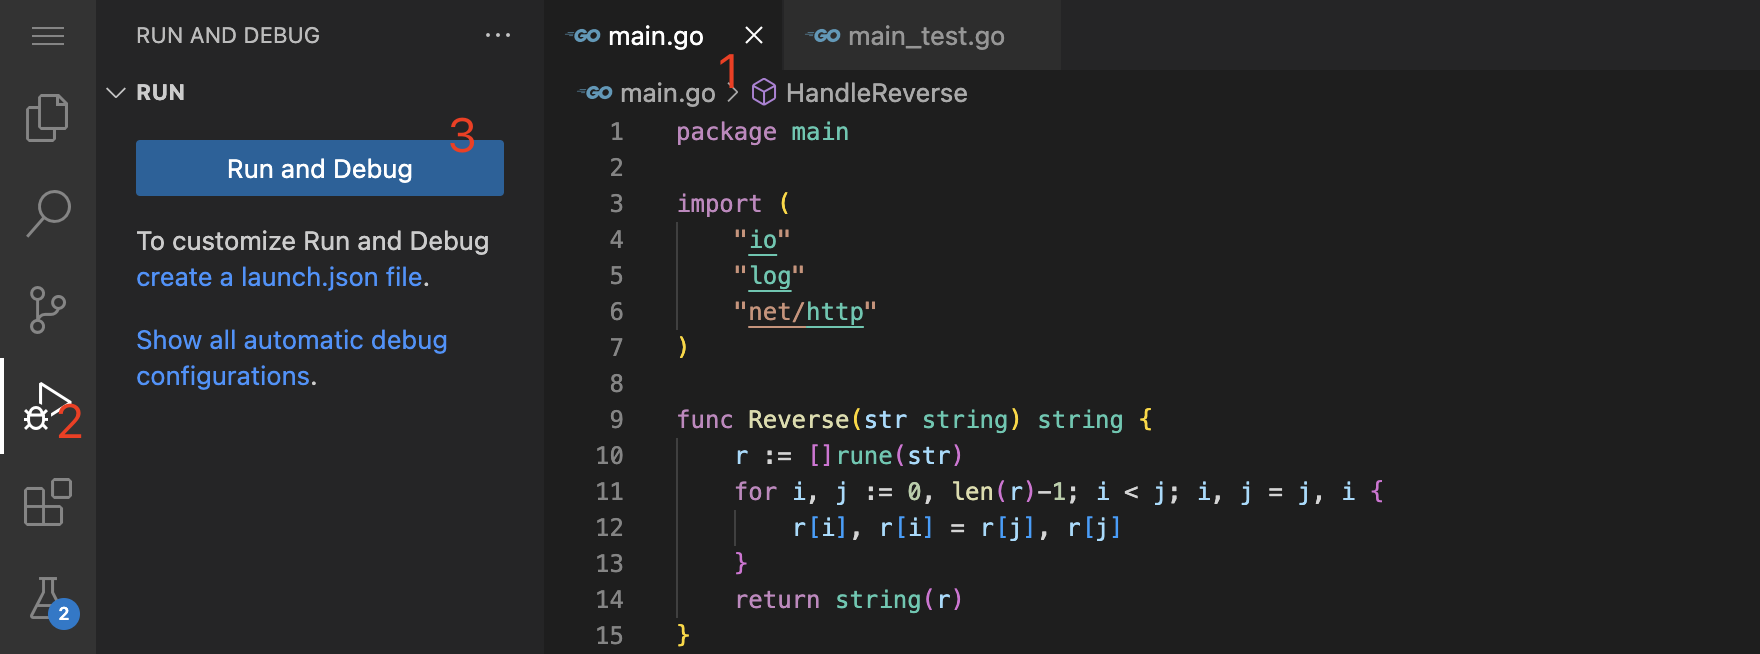 RUN AND DEBUG ...
RUN
3
Run and Debug
To customize Run and Debug
create a launch.json file.
Show all automatic debug
configurations.
2
2
GO main.go
GO main_test.go
1
GO main.go > HandleReverse
1 package main
2
3 import (
4 "io"
5 "log"
6 "net/http"
7 )
8
9 func Reverse(str string) string {
10 r := []rune(str)
11 for i, j := 0, len(r)-1; i < j; i, j = j, i {
12 r[i], r[i] = r[j], r[j]
13 }
14 return string(r)
15 }